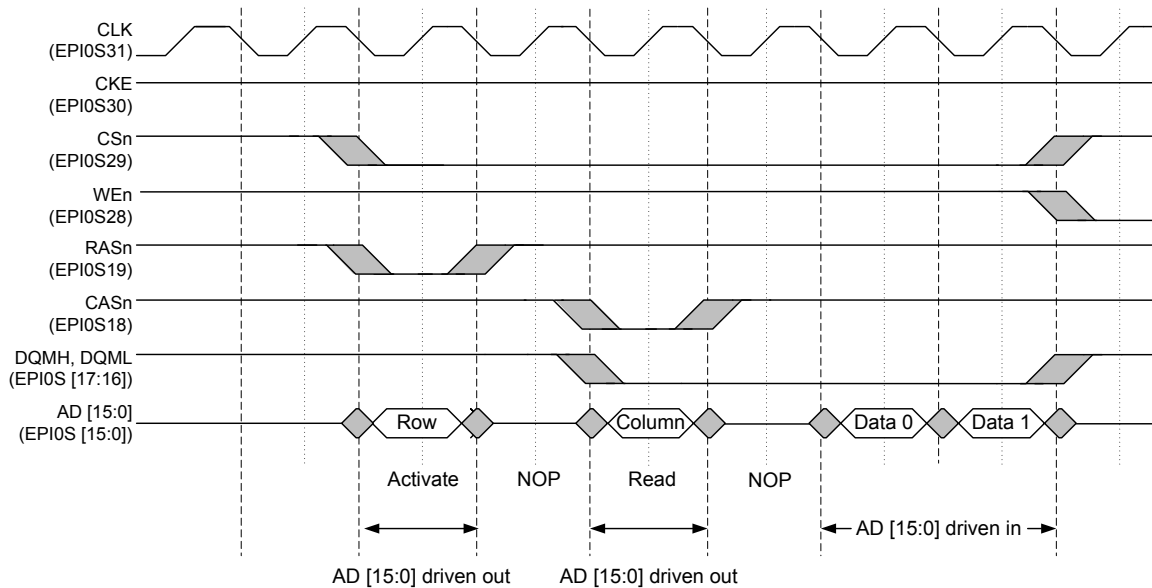 CLK
(EPI0S31)
CKE
(EPI0S30)
CSn
(EPI0S29)
WEn
(EPI0S28)
RASn
(EPI0S19)
CASn
(EPI0S18)
DQMH, DQML
(EPI0S [17:16])
AD [15:0]
(EPI0S [15:0])
Row
Column
Data 0
Data 1
Activate
NOP
Read
NOP
AD [15:0] driven in
AD [15:0] driven out
AD [15:0] driven out